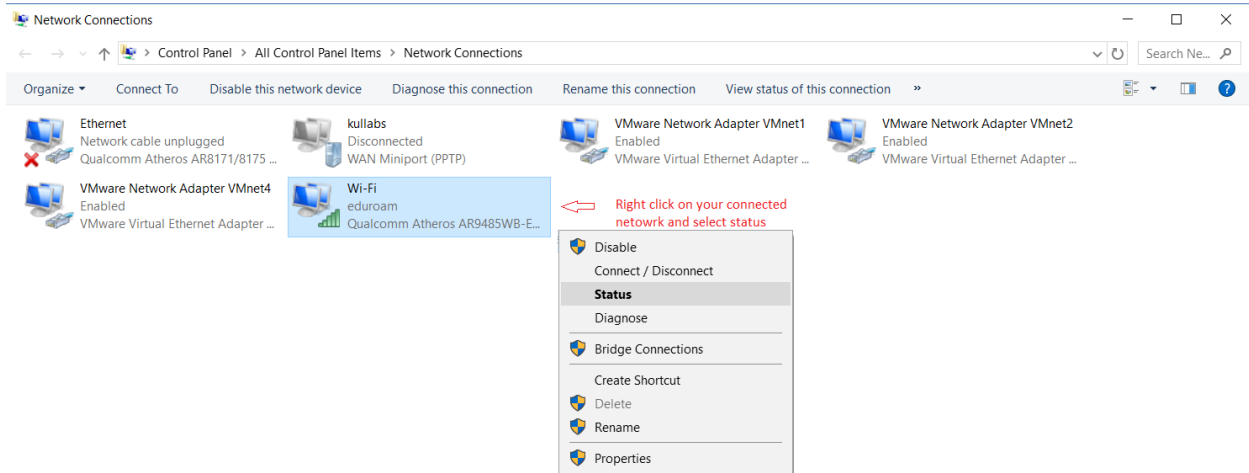 Network Connections
Control Panel > All Control Panel Items > Network Connections
Search Ne...
Organize
Connect To
Disable this network device
Diagnose this connection
Rename this connection
View status of this connection
»
?
Ethernet
Network cable unplugged
Qualcomm Atheros AR8171/8175 ...
kullabs
Disconnected
WAN Miniport (PPTP)
VMware Network Adapter VMnet1
Enabled
VMware Virtual Ethernet Adapter ...
VMware Network Adapter VMnet2
Enabled
VMware Virtual Ethernet Adapter ...
VMware Network Adapter VMnet4
Enabled
VMware Virtual Ethernet Adapter ...
Wi-Fi
eduroam
Qualcomm Atheros AR9485WB-E...
Right click on your connected
netowrk and select status
Disable
Connect / Disconnect
Status
Diagnose
Bridge Connections
Create Shortcut
Delete
Rename
Properties